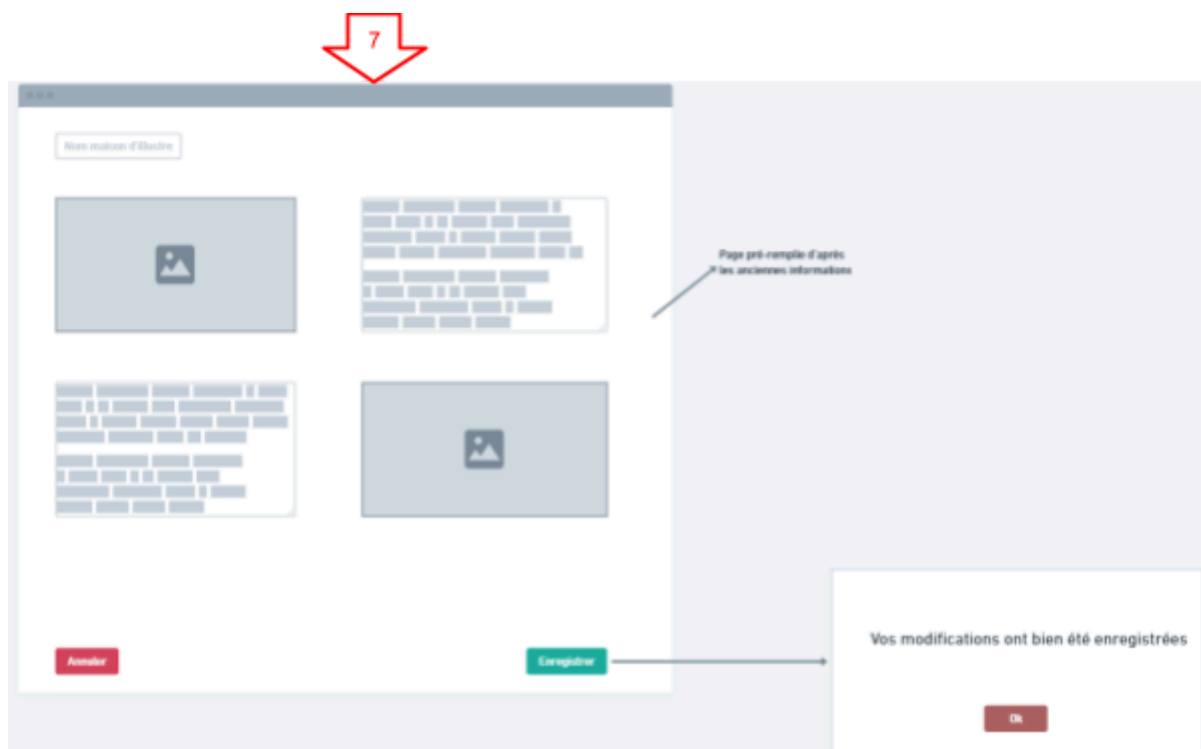 7
Nom maison d'illustre
Page pré-remplie d'après
les anciennes informations
Annuler
Enregistrer
Vos modifications ont bien été enregistrées
Ok